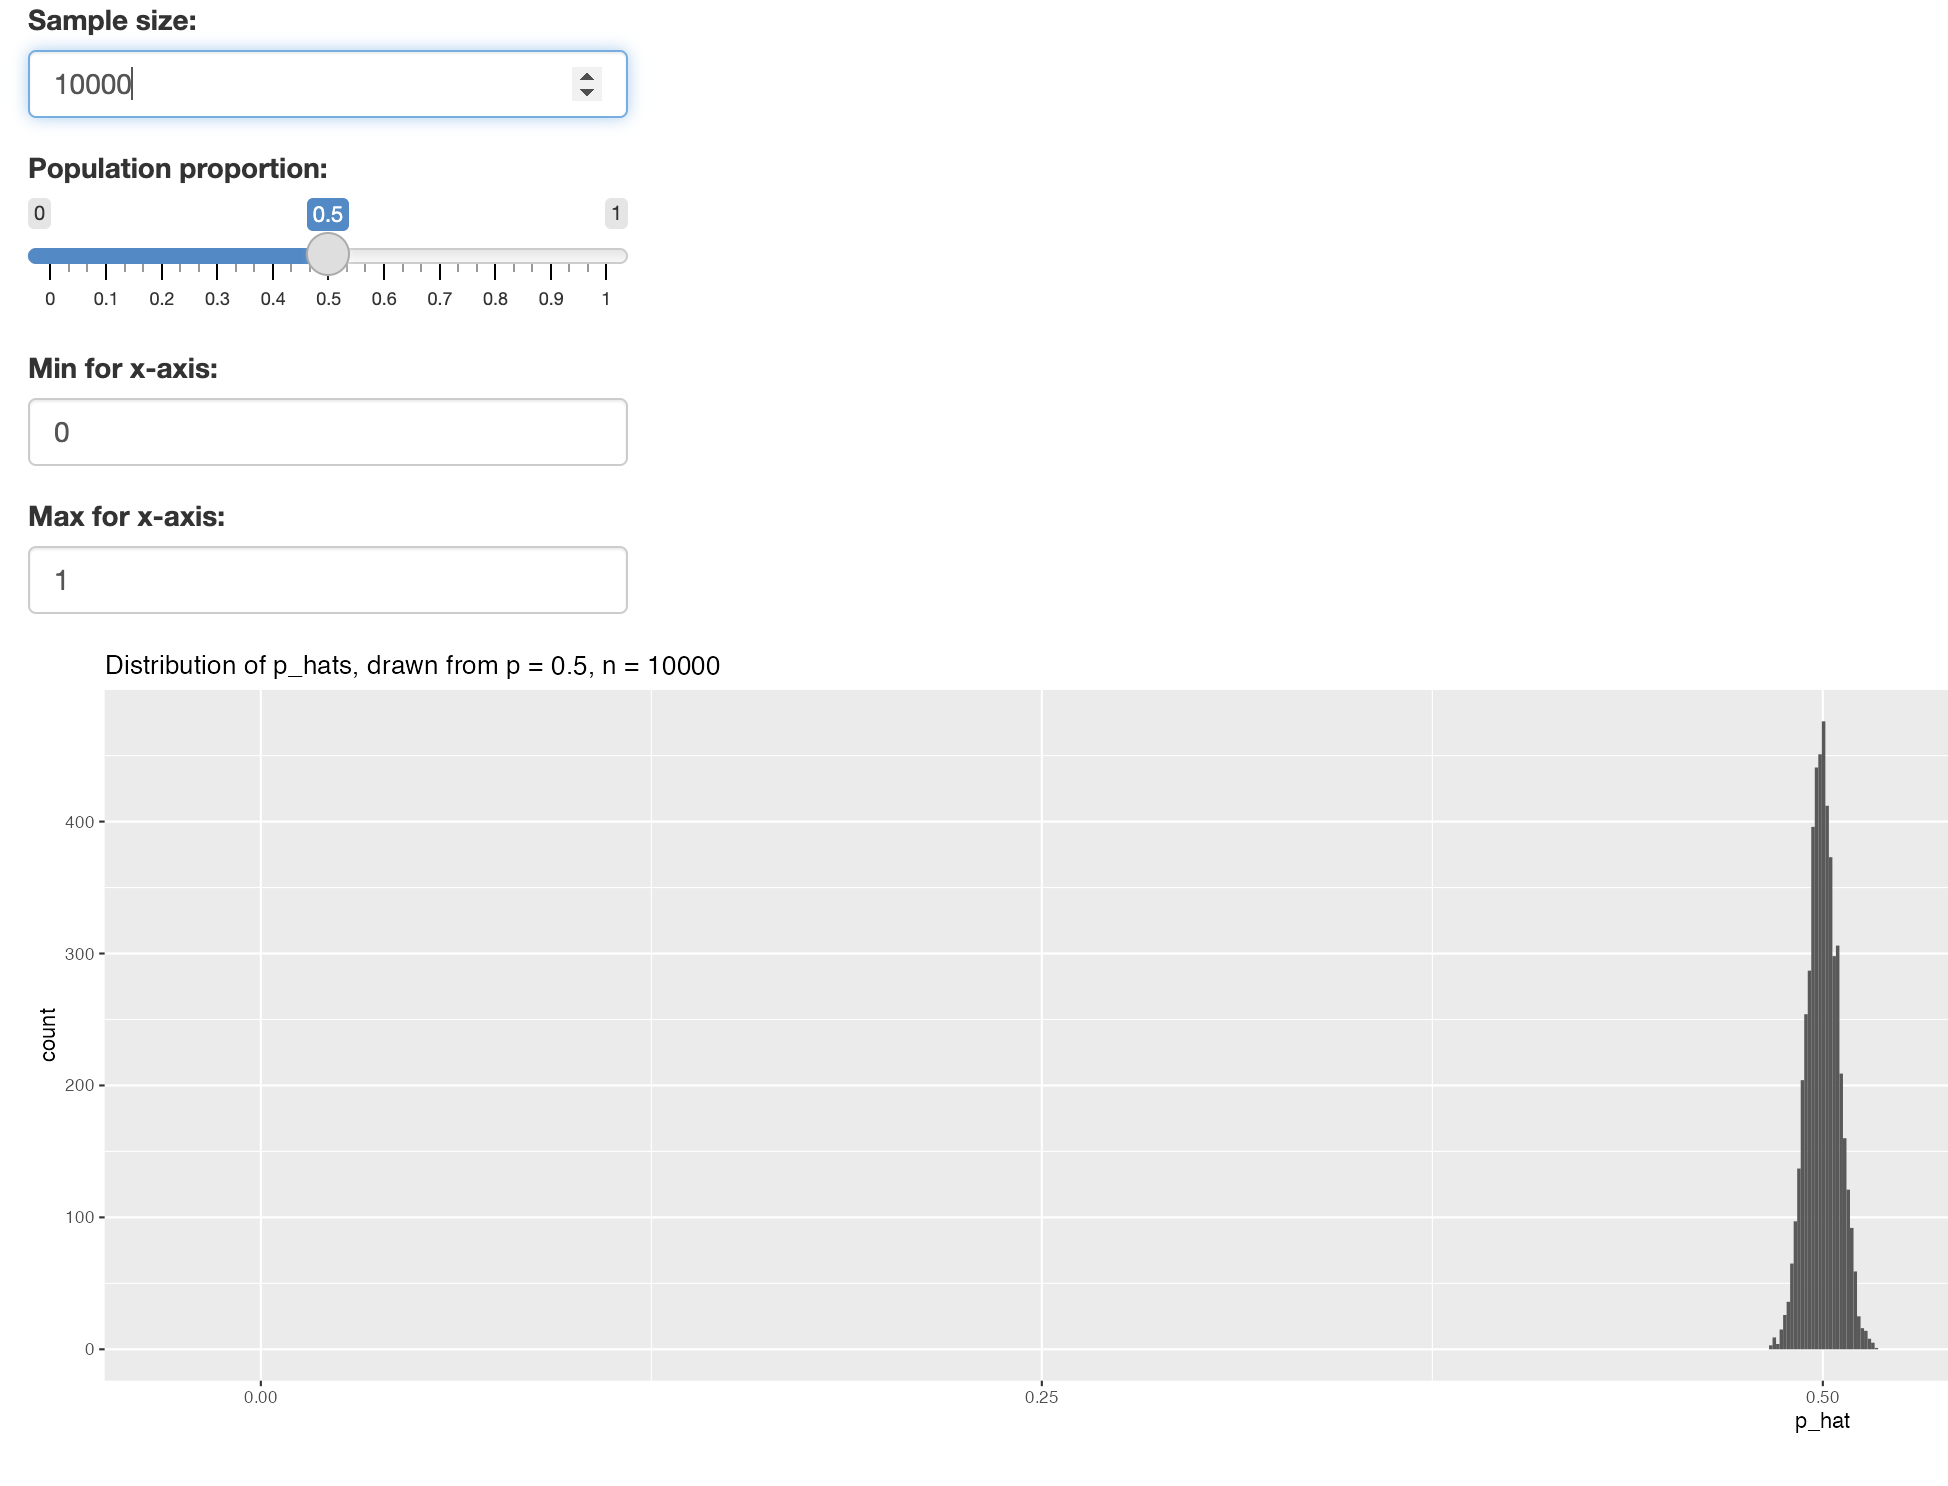 Sample size:
10000
Population proportion:
0 0.5 1
0 0.1 0.2 0.3 0.4 0.5 0.6 0.7 0.8 0.9 1
Min for x-axis:
0
Max for x-axis:
1
Distribution of p_hats, drawn from p = 0.5, n = 10000
400
300
count
200
100
0
0.00 0.25 0.50
p_hat